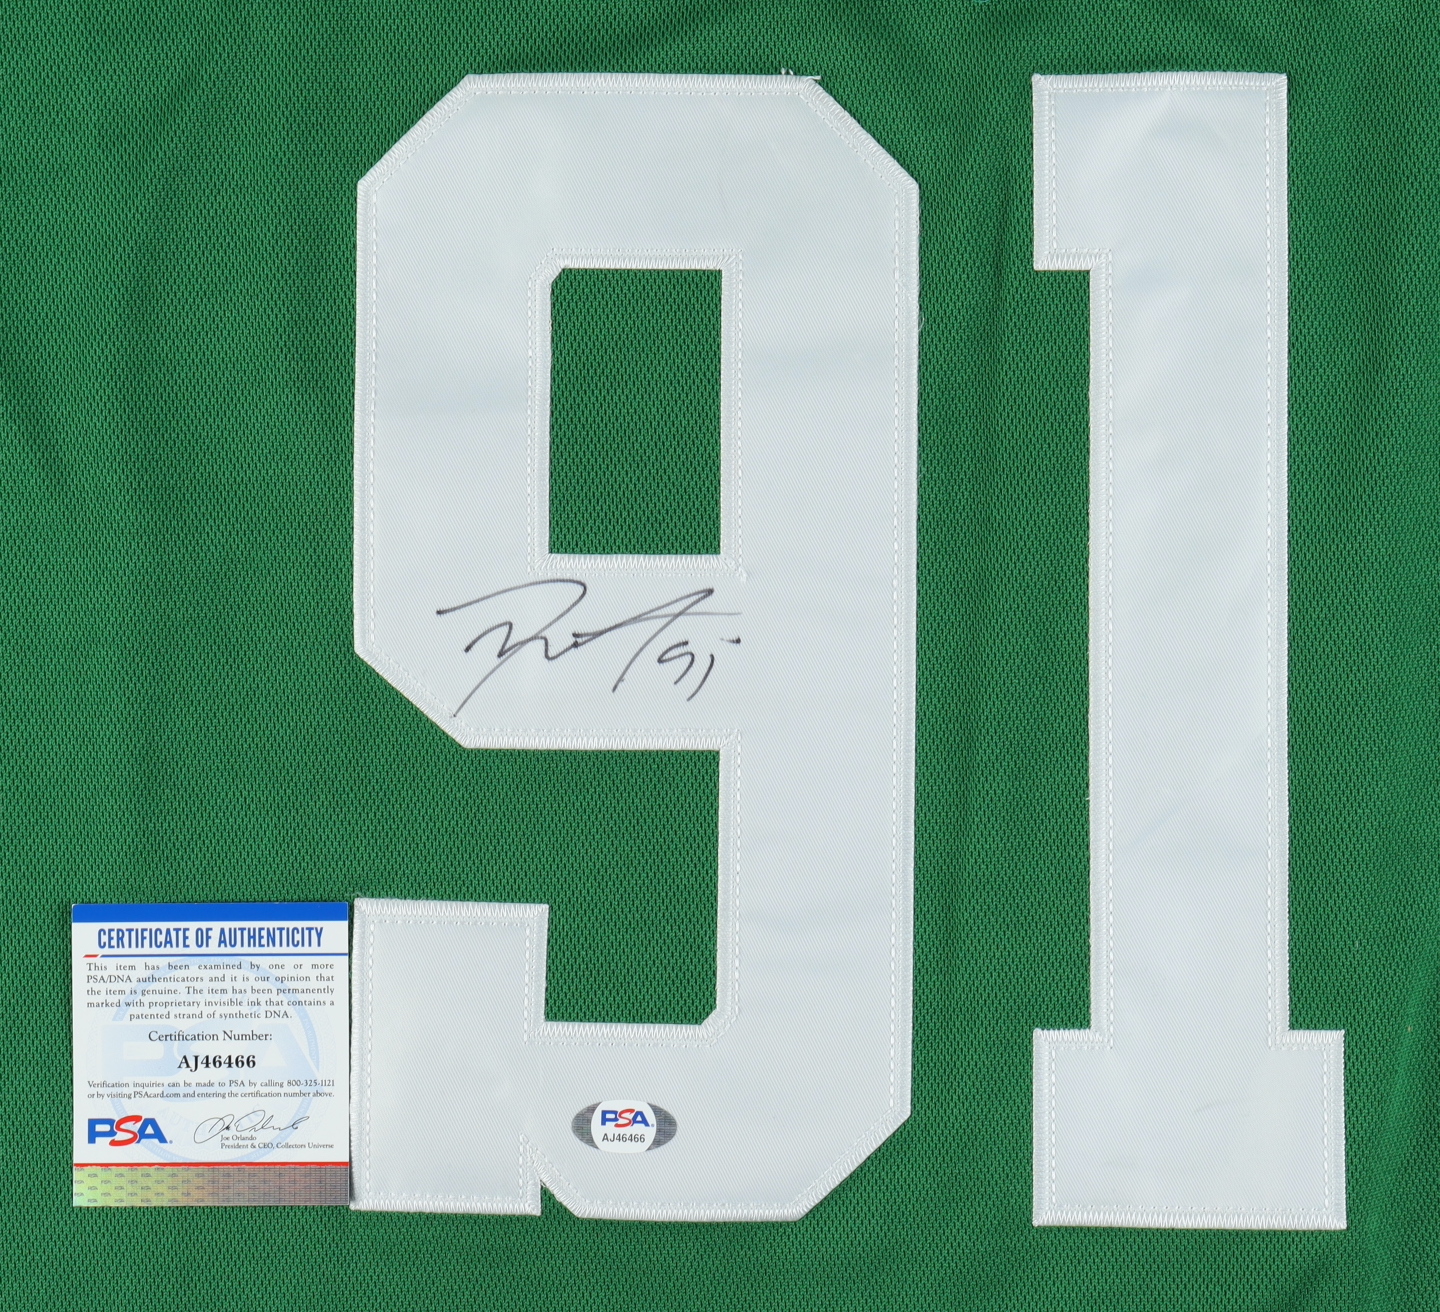 91
CERTIFICATE OF AUTHENTICITY
This item has been examined by one or more
PSA/DNA authenticators and it is our opinion that
the item is genuine. The item has been permanently
marked with proprietary invisible ink that contains a
patented strand of synthetic DNA.
Certification Number:
AJ46466
Verification inquiries can be made to PSA by calling 800-325-1121
or by visiting PSAcard.com and entering the certification number above.
PSA.
Joe Orlando
President & CEO, Collectors Universe
PSA.
AJ46466